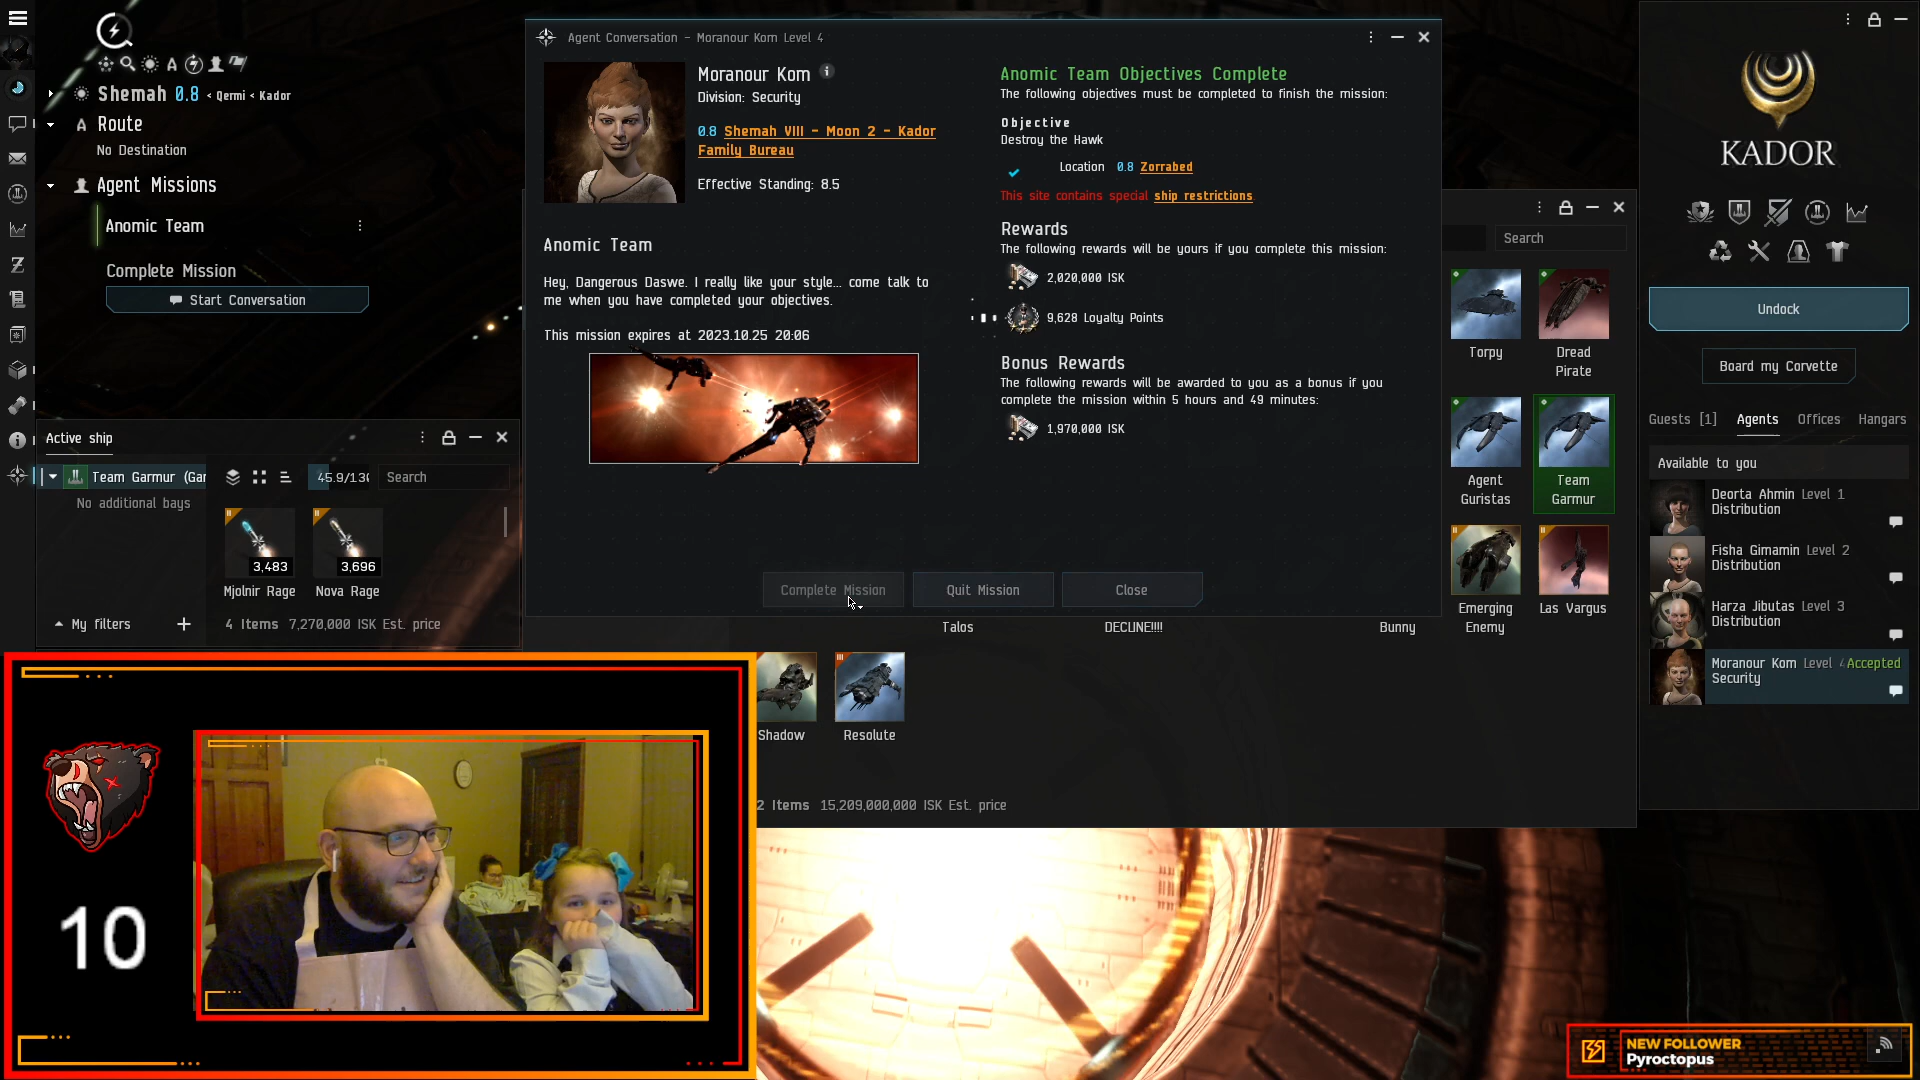 Shemah 0.8 < Qermi < Kador
Route
No Destination
Agent Missions
Anomic Team
Complete Mission
Start Conversation
Active ship
Team Garmur (Gar
No additional bays
45.9/130
Search
Mjolnir Rage
3,483
Nova Rage
3,696
My filters
4 Items 7,270,000 ISK Est. price
Agent Conversation - Moranour Kom Level 4
Moranour Kom
Division: Security
0.8 Shemah VIII - Moon 2 - Kador
Family Bureau
Effective Standing: 8.5
Anomic Team
Hey, Dangerous Daswe. I really like your style... come talk to
me when you have completed your objectives.
This mission expires at 2023.10.25 20:06
Anomic Team Objectives Complete
The following objectives must be completed to finish the mission:
Objective
Destroy the Hawk
Location 0.8 Zorrabed
This site contains special ship restrictions
Rewards
The following rewards will be yours if you complete this mission:
2,020,000 ISK
9,628 Loyalty Points
Bonus Rewards
The following rewards will be awarded to you as a bonus if you
complete the mission within 5 hours and 49 minutes:
1,970,000 ISK
Complete Mission
Quit Mission
Close
Search
Torpy
Dread
Pirate
Agent
Guristas
Team
Garmur
Emerging
Enemy
Las Vargus
Talos
DECLINE!!!!
Bunny
Shadow
Resolute
2 Items 15,209,000,000 ISK Est. price
KADOR
Undock
Board my Corvette
Guests [1]
Agents
Offices
Hangars
Available to you
Deorta Ahmin Level 1
Distribution
Fisha Gimamin Level 2
Distribution
Harza Jibutas Level 3
Distribution
Moranour Kom Level 4 Accepted
Security
10
NEW FOLLOWER
Pyroctopus